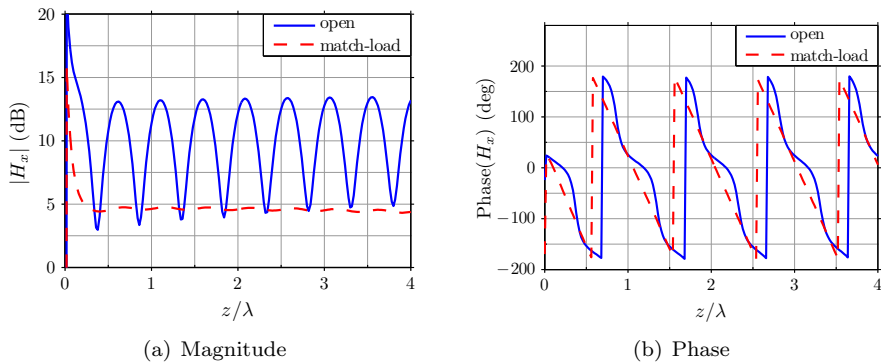 20
15
10
5
0
|H_x| (dB)
open
match-load
0
1
2
3
4
z/λ
(a) Magnitude
200
100
0
−100
−200
Phase(H_x) (deg)
open
match-load
0
1
2
3
4
z/λ
(b) Phase